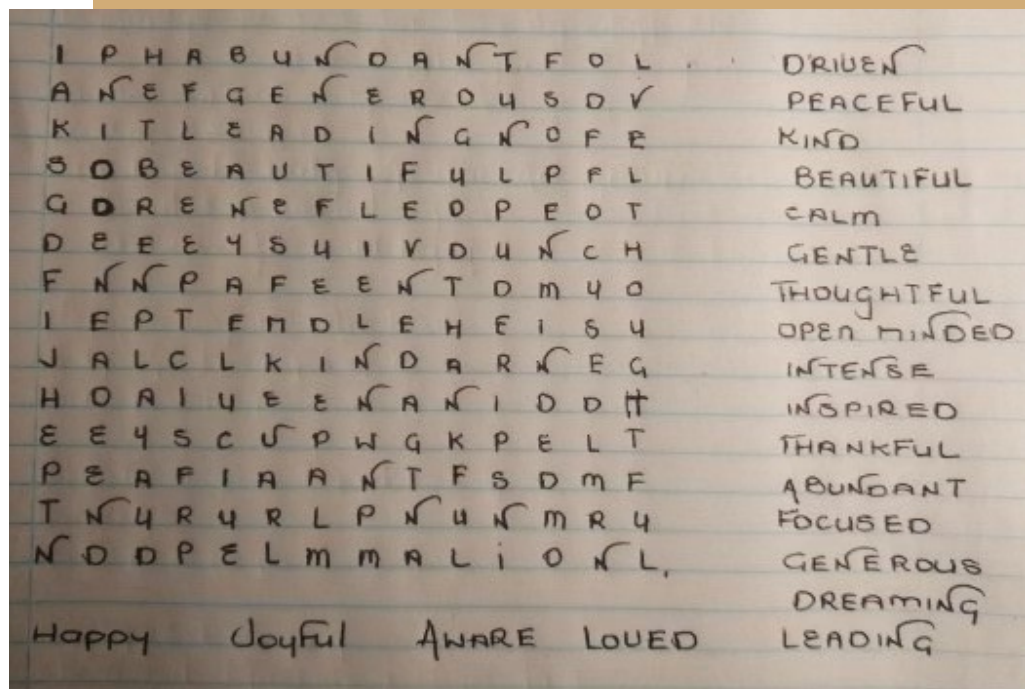 I P H A B U N D A N T F O L DRIVEN
A N E F G E N E R O U S D V PEACEFUL
K I T L E A D I N G N O F E KIND
S O B E A U T I F U L P F L BEAUTIFUL
G O R E N E F L E O P E O T CALM
D E E E Y S U I V D U N C H GENTLE
F N N P A F E E N T O M U O THOUGHTFUL
I E P T E M D L E H E I S U OPEN MINDED
J A L C L K I N D A R N E G INTENSE
H O A I U E E N A N I D D H INSPIRED
E E Y S C U P W G K P E L T THANKFUL
P E A F I A A N T F S D M F ABUNDANT
T N U R U R L P N U N M R U FOCUSED
N D D P E L M M A L I O N L. GENEROUS
DREAMING
Happy Joyful AWARE LOVED LEADING